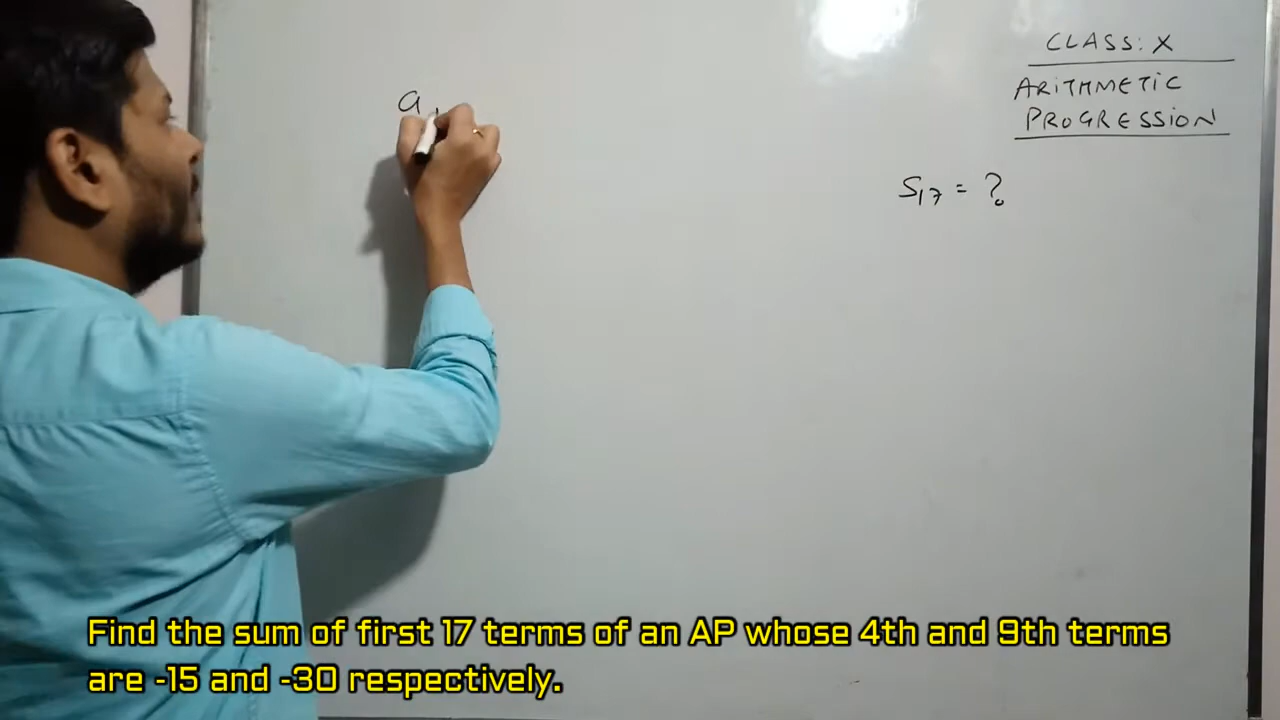 CLASS: X
ARITHMETIC
PROGRESSION
a
S17 = ?
Find the sum of first 17 terms of an AP whose 4th and 9th terms
are -15 and -30 respectively.